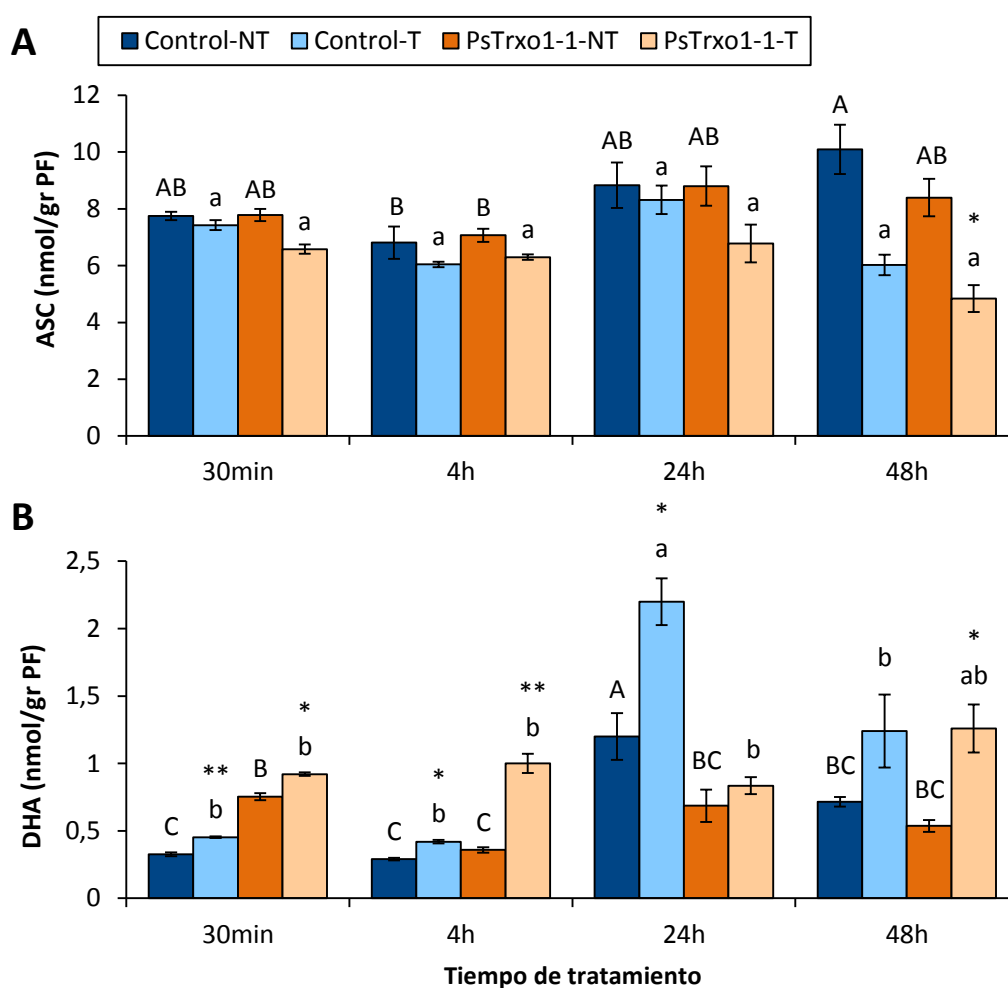 A
Control-NT Control-T PsTrxo1-1-NT PsTrxo1-1-T
ASC (nmol/gr PF)
12
10
8
6
4
2
0
AB a AB a
B a B a
AB a AB a
A a AB * a
30min 4h 24h 48h
B
DHA (nmol/gr PF)
2,5
2
1,5
1
0,5
0
C ** b B * b
C * b C ** b
A * a BC b
BC b BC * ab
30min 4h 24h 48h
Tiempo de tratamiento